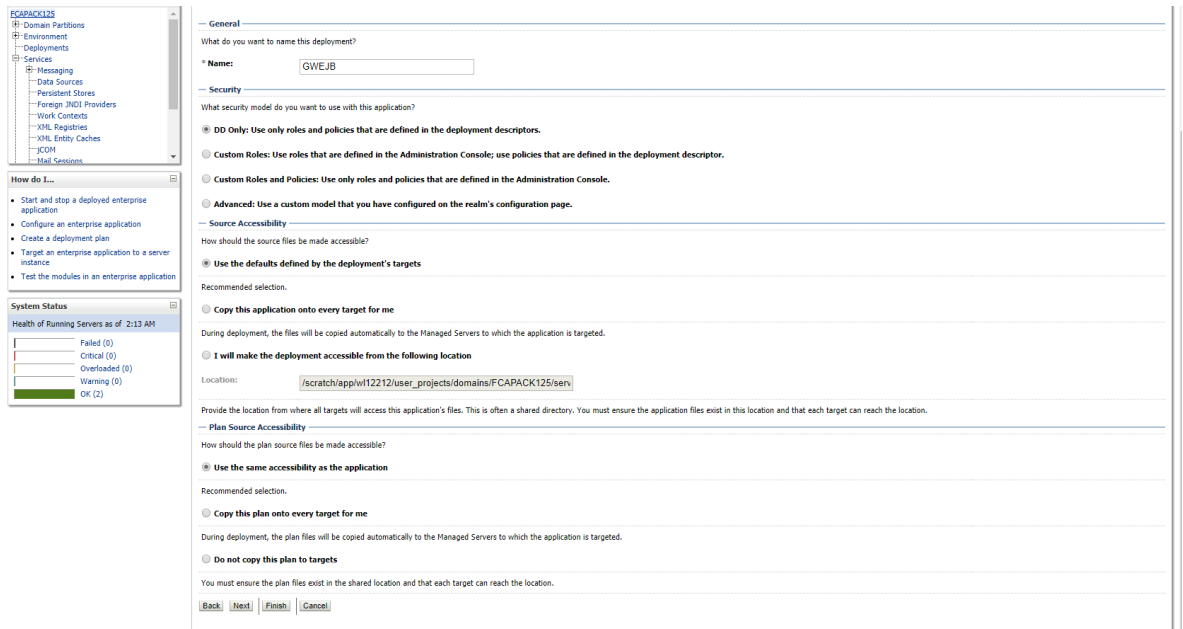 FCAPACK125
Domain Partitions
Environment
Deployments
Services
Messaging
Data Sources
Persistent Stores
Foreign JNDI Providers
Work Contexts
XML Registries
XML Entity Caches
jCOM
Mail Sessions
How do I...
Start and stop a deployed enterprise
application
Configure an enterprise application
Create a deployment plan
Target an enterprise application to a server
instance
Test the modules in an enterprise application
System Status
Health of Running Servers as of 2:13 AM
Failed (0)
Critical (0)
Overloaded (0)
Warning (0)
OK (2)
General
What do you want to name this deployment?
* Name: GWEJB
Security
What security model do you want to use with this application?
DD Only: Use only roles and policies that are defined in the deployment descriptors.
Custom Roles: Use roles that are defined in the Administration Console; use policies that are defined in the deployment descriptor.
Custom Roles and Policies: Use only roles and policies that are defined in the Administration Console.
Advanced: Use a custom model that you have configured on the realm's configuration page.
Source Accessibility
How should the source files be made accessible?
Use the defaults defined by the deployment's targets
Recommended selection.
Copy this application onto every target for me
During deployment, the files will be copied automatically to the Managed Servers to which the application is targeted.
I will make the deployment accessible from the following location
Location: /scratch/app/wl12212/user_projects/domains/FCAPACK125/serv
Provide the location from where all targets will access this application's files. This is often a shared directory. You must ensure the application files exist in this location and that each target can reach the location.
Plan Source Accessibility
How should the plan source files be made accessible?
Use the same accessibility as the application
Recommended selection.
Copy this plan onto every target for me
During deployment, the plan files will be copied automatically to the Managed Servers to which the application is targeted.
Do not copy this plan to targets
You must ensure the plan files exist in the shared location and that each target can reach the location.
Back Next Finish Cancel